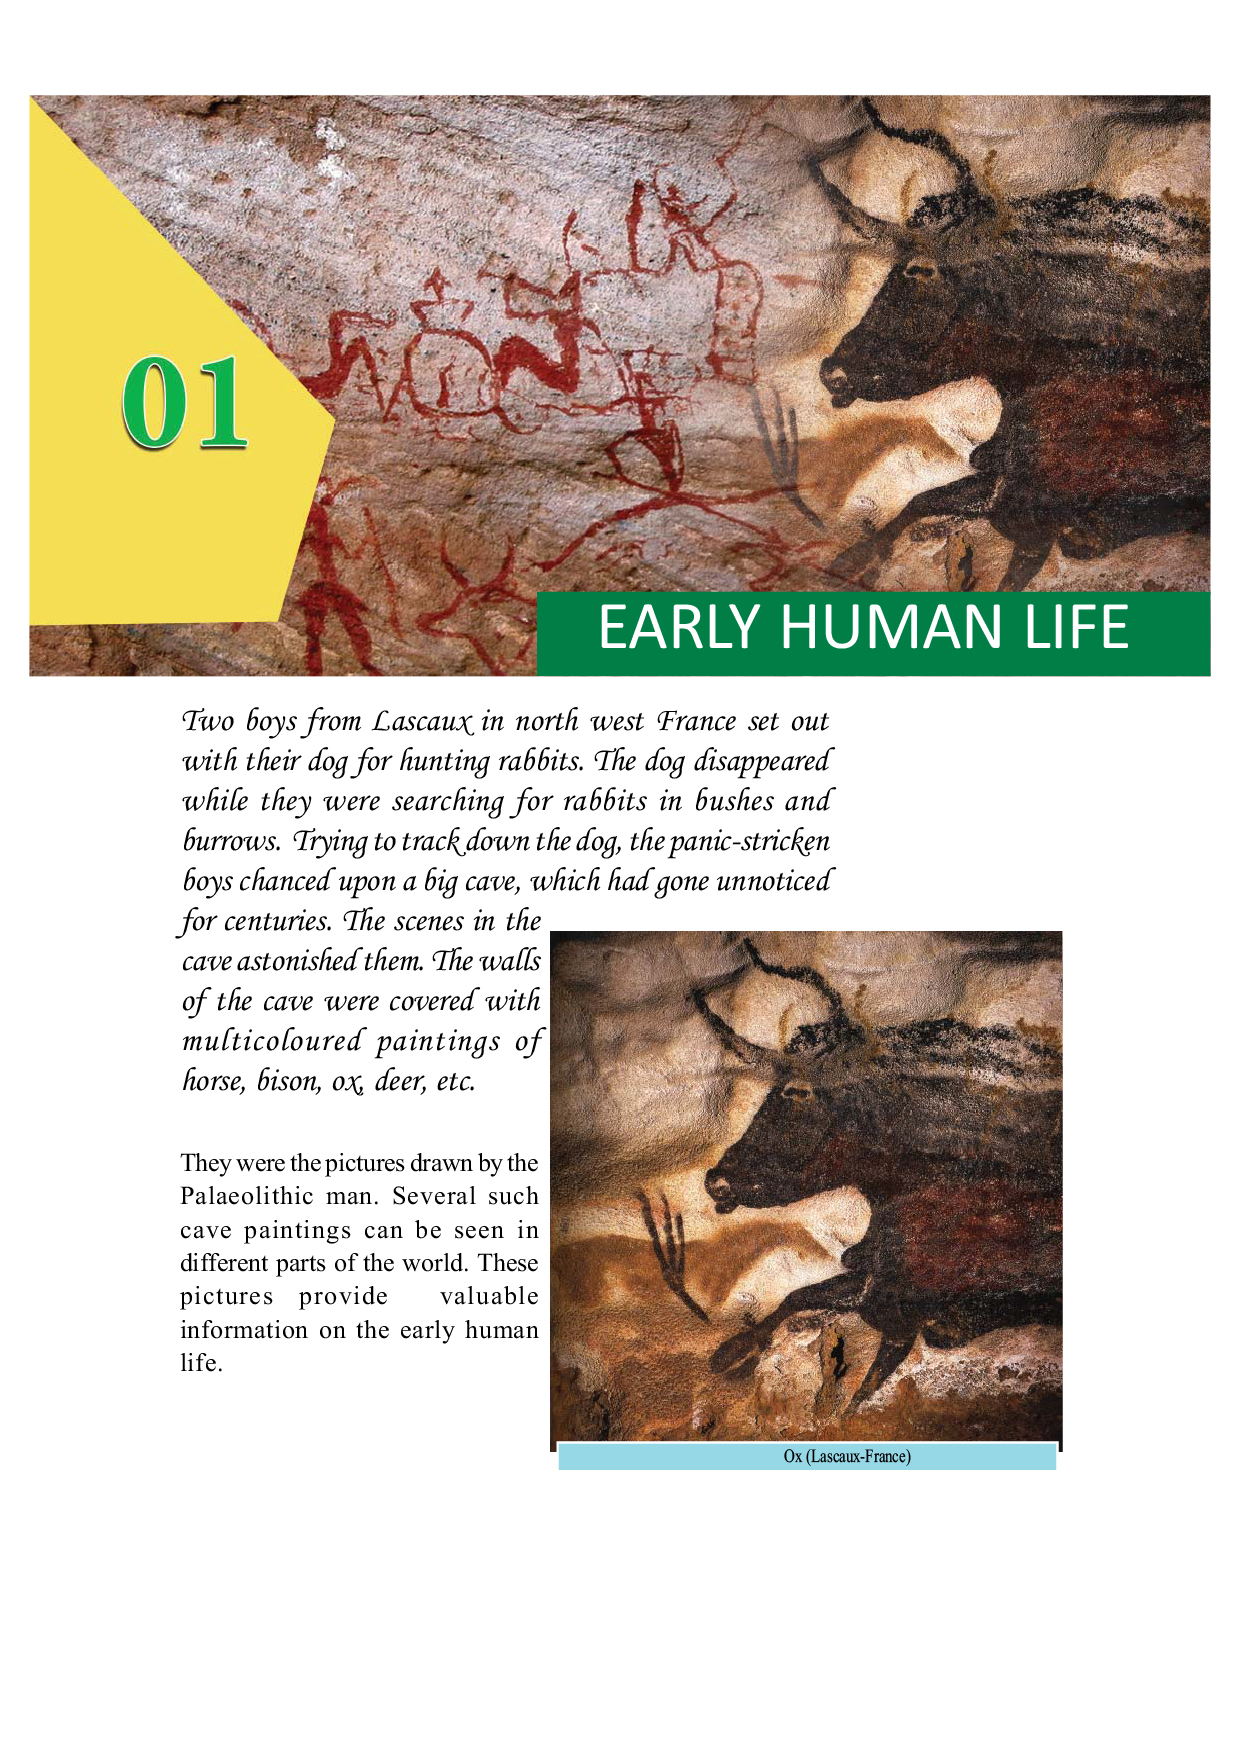 01
EARLY HUMAN LIFE
Two boys from Lascaux in north west France set out
with their dog for hunting rabbits. The dog disappeared
while they were searching for rabbits in bushes and
burrows. Trying to track down the dog, the panic-stricken
boys chanced upon a big cave, which had gone unnoticed
for centuries. The scenes in the
cave astonished them. The walls
of the cave were covered with
multicoloured paintings of
horse, bison, ox, deer, etc.
They were the pictures drawn by the
Palaeolithic man. Several such
cave paintings can be seen in
different parts of the world. These
pictures provide valuable
information on the early human
life.
Ox (Lascaux-France)